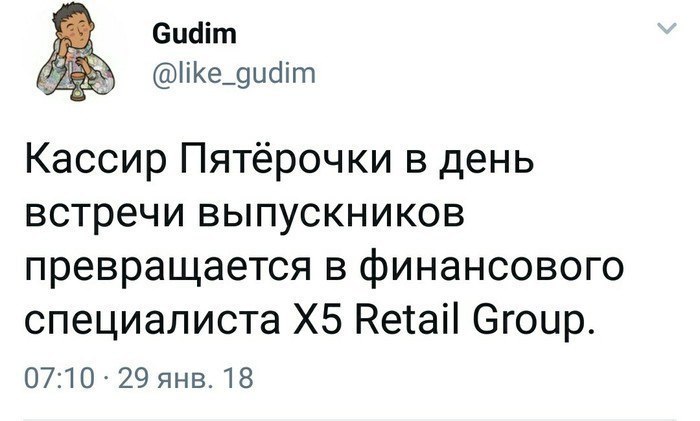 Gudim
@like_gudim
Кассир Пятёрочки в день
встречи выпускников
превращается в финансового
специалиста X5 Retail Group.
07:10 · 29 янв. 18